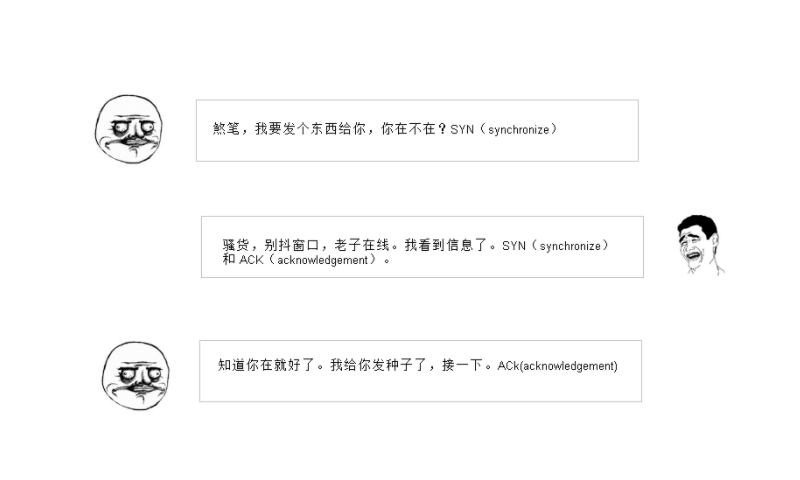 煞笔，我要发个东西给你，你在不在？SYN（synchronize）
骚货，别抖窗口，老子在线。我看到信息了。SYN（synchronize）
和 ACK（acknowledgement）。
知道你在就好了。我给你发种子了，接一下。ACk(acknowledgement)